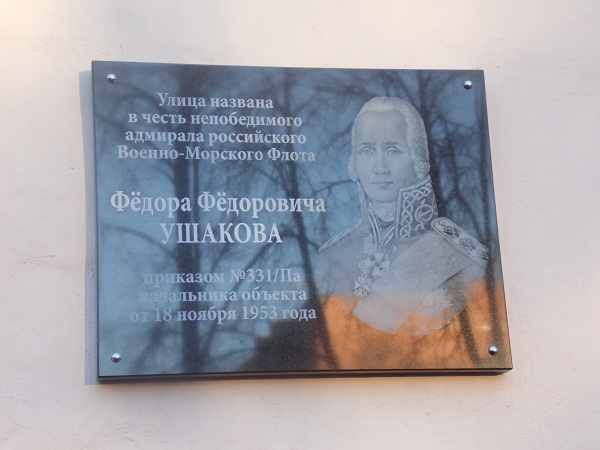 Улица названа
в честь непобедимого
адмирала российского
Военно-Морского Флота
Фёдора Фёдоровича
УШАКОВА
приказом №331/Па
начальника объекта
от 18 ноября 1953 года